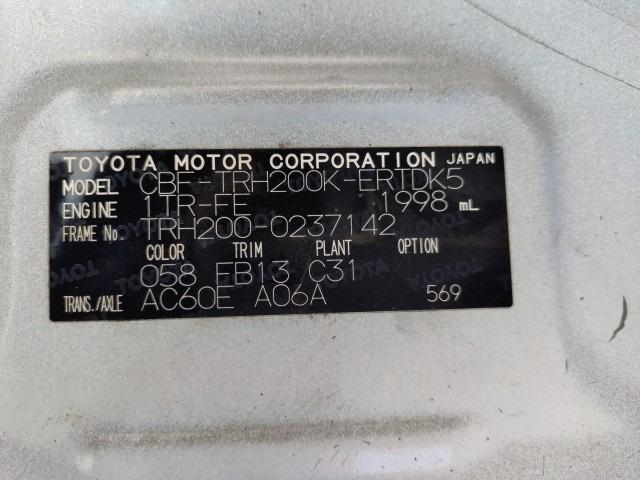 TOYOTA MOTOR CORPORATION JAPAN
MODEL CBF-TRH200K-ERTDK5
ENGINE 1TR-FE 1998 mL
FRAME No. TRH200-0237142
COLOR TRIM PLANT OPTION
058 FB13 C31
TRANS./AXLE AC60E A06A 569